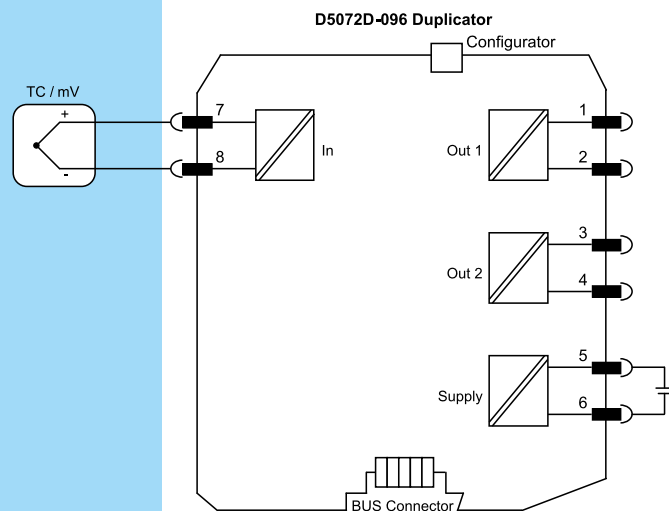 D5072D-096 Duplicator
Configurator
TC / mV
+
-
7
8
In
Out 1
1
2
Out 2
3
4
Supply
5
6
BUS Connector